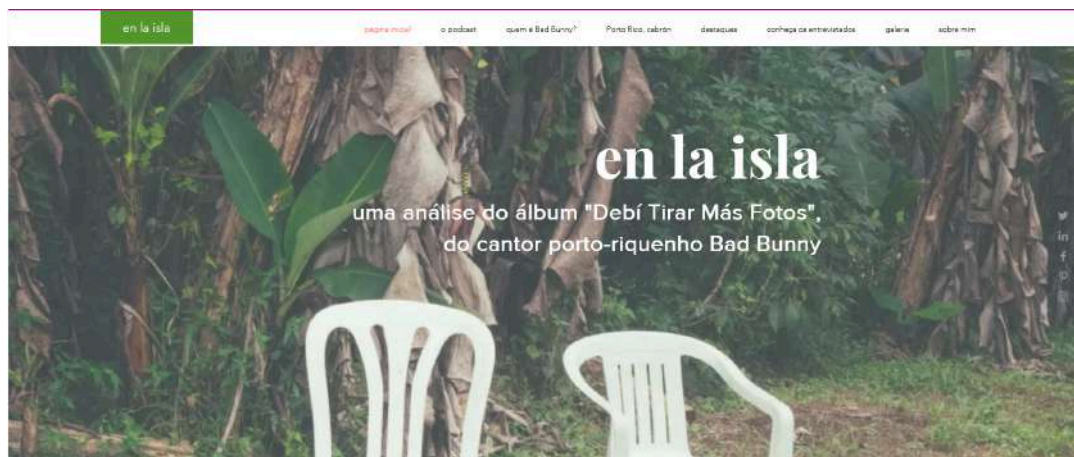 en la isla
página inicial o podcast quem é Bad Bunny? Porto Rico, cabrón destaques conheça os entrevistados galeria sobre mim
en la isla
uma análise do álbum "Debí Tirar Más Fotos",
do cantor porto-riquenho Bad Bunny